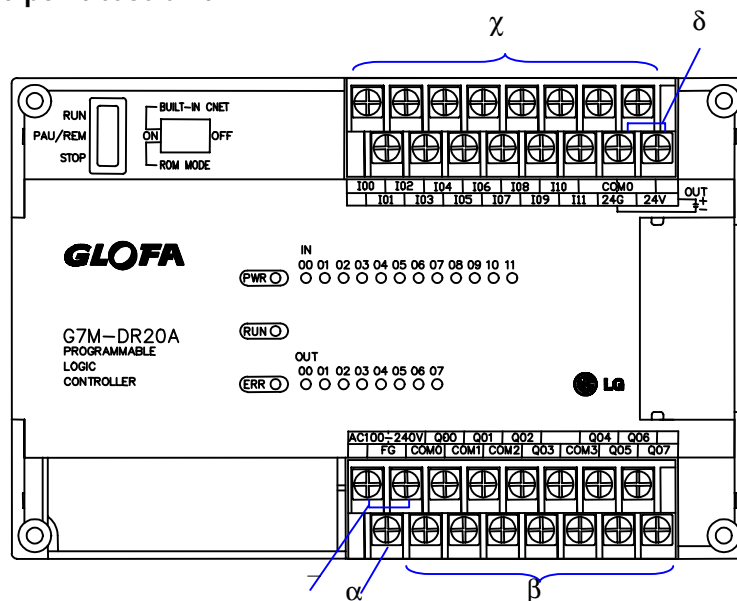 χ
δ
RUN
PAU/REM
STOP
BUILT-IN CNET
ON
OFF
ROM MODE
I00 I02 I04 I06 I08 I10 COM0
I01 I03 I05 I07 I09 I11 24G 24V
OUT
+
-
GLOFA
IN
00 01 02 03 04 05 06 07 08 09 10 11
PWR
G7M-DR20A
PROGRAMMABLE
LOGIC
CONTROLLER
RUN
OUT
00 01 02 03 04 05 06 07
ERR
LG
AC100-240V Q00 Q01 Q02 Q04 Q06
FG COM0 COM1 COM2 Q03 COM3 Q05 Q07
α
β